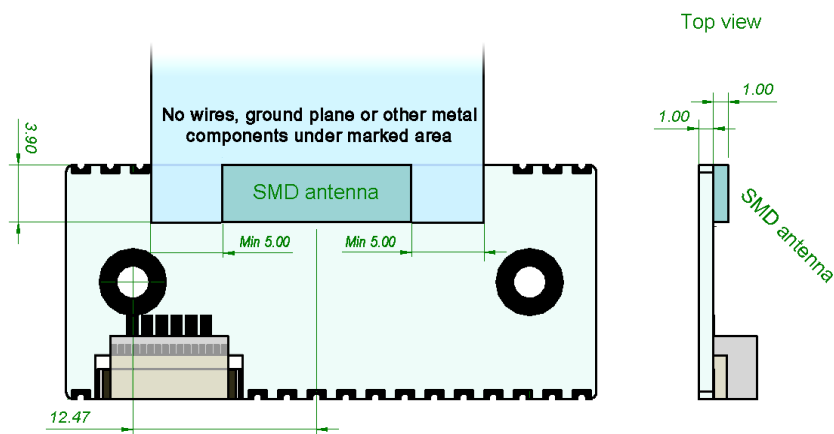 Top view
1.00
1.00
No wires, ground plane or other metal
components under marked area
3.90
SMD antenna
SMD antenna
Min 5.00
Min 5.00
12.47